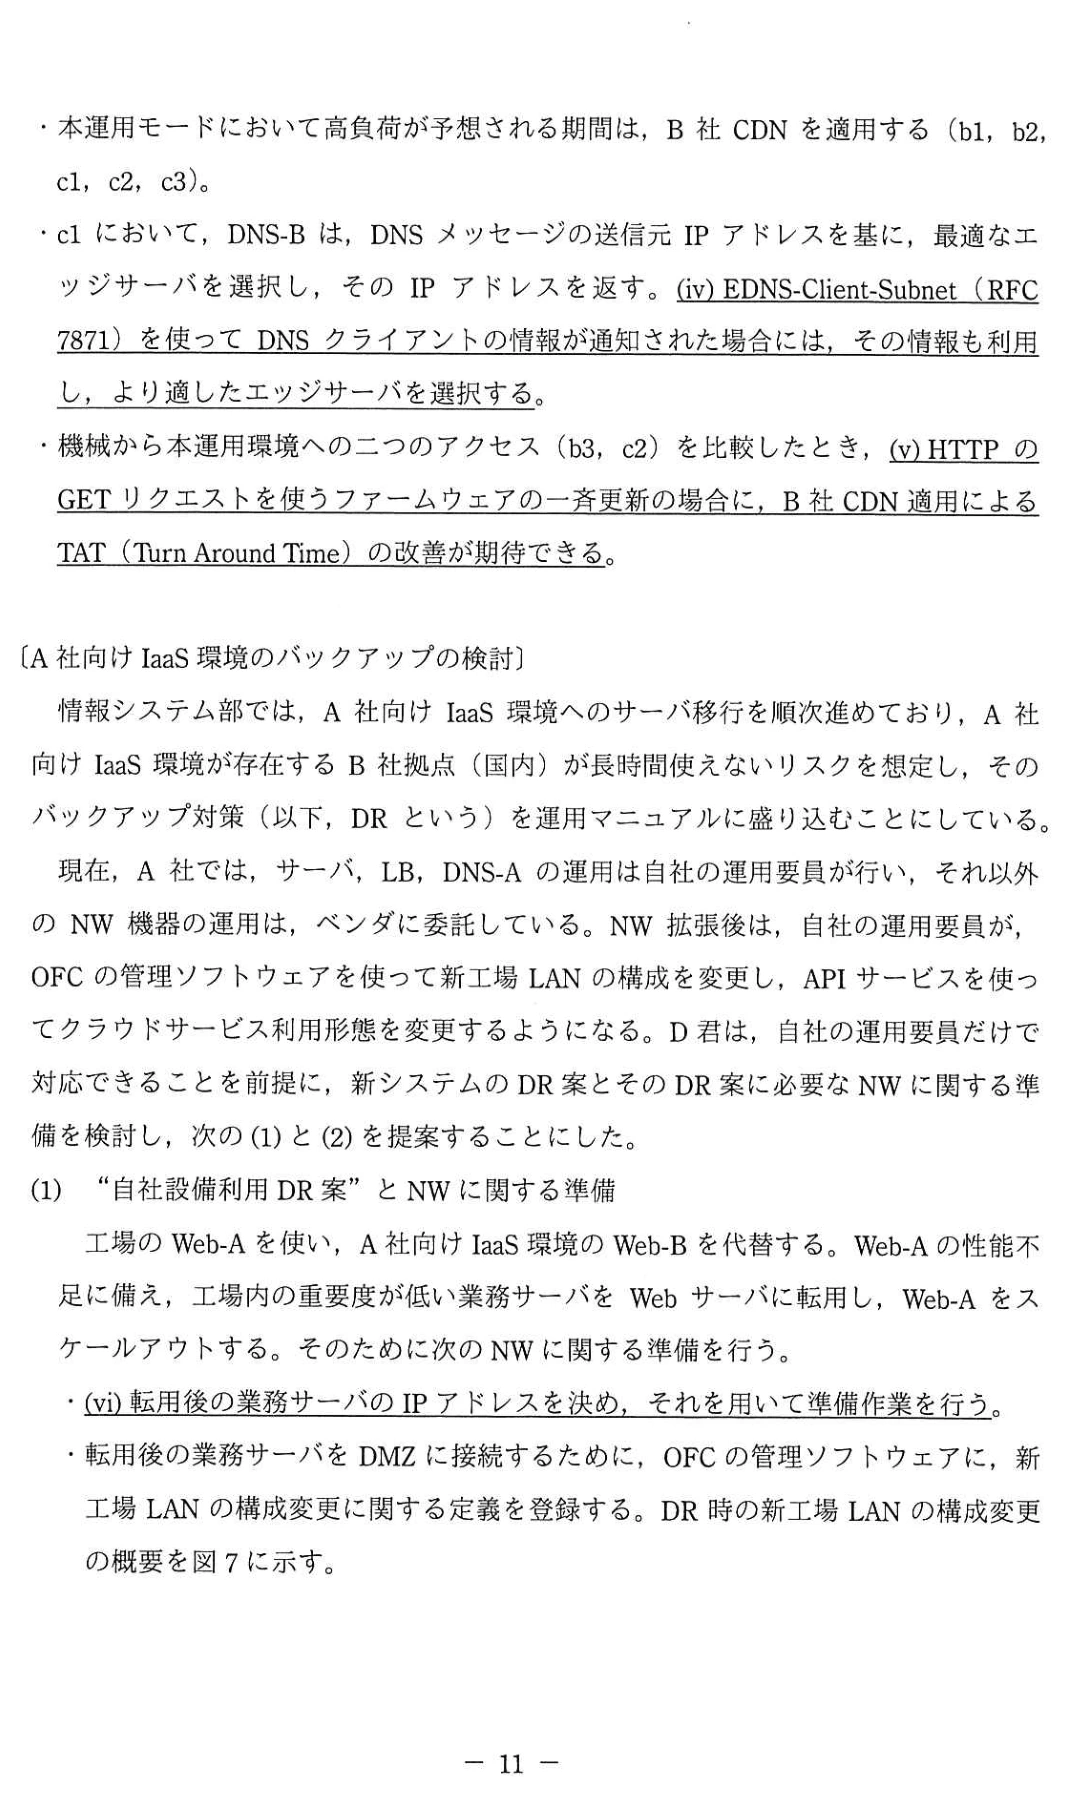 ・本運用モードにおいて高負荷が予想される期間は，B 社 CDN を適用する（b1，b2，
c1，c2，c3）。
・c1 において，DNS-B は，DNS メッセージの送信元 IP アドレスを基に，最適なエ
ッジサーバを選択し，その IP アドレスを返す。(iv) EDNS-Client-Subnet（RFC
7871）を使って DNS クライアントの情報が通知された場合には，その情報も利用
し，より適したエッジサーバを選択する。
・機械から本運用環境への二つのアクセス（b3，c2）を比較したとき，(v) HTTP の
GET リクエストを使うファームウェアの一斉更新の場合に，B 社 CDN 適用による
TAT（Turn Around Time）の改善が期待できる。
〔A 社向け IaaS 環境のバックアップの検討〕
情報システム部では，A 社向け IaaS 環境へのサーバ移行を順次進めており，A 社
向け IaaS 環境が存在する B 社拠点（国内）が長時間使えないリスクを想定し，その
バックアップ対策（以下，DR という）を運用マニュアルに盛り込むことにしている。
現在，A 社では，サーバ，LB，DNS-A の運用は自社の運用要員が行い，それ以外
の NW 機器の運用は，ベンダに委託している。NW 拡張後は，自社の運用要員が，
OFC の管理ソフトウェアを使って新工場 LAN の構成を変更し，API サービスを使っ
てクラウドサービス利用形態を変更するようになる。D 君は，自社の運用要員だけで
対応できることを前提に，新システムの DR 案とその DR 案に必要な NW に関する準
備を検討し，次の (1) と (2) を提案することにした。
(1) “自社設備利用 DR 案” と NW に関する準備
工場の Web-A を使い，A 社向け IaaS 環境の Web-B を代替する。Web-A の性能不
足に備え，工場内の重要度が低い業務サーバを Web サーバに転用し，Web-A をス
ケールアウトする。そのために次の NW に関する準備を行う。
・(vi) 転用後の業務サーバの IP アドレスを決め，それを用いて準備作業を行う。
・転用後の業務サーバを DMZ に接続するために，OFC の管理ソフトウェアに，新
工場 LAN の構成変更に関する定義を登録する。DR 時の新工場 LAN の構成変更
の概要を図 7 に示す。
－ 11 －